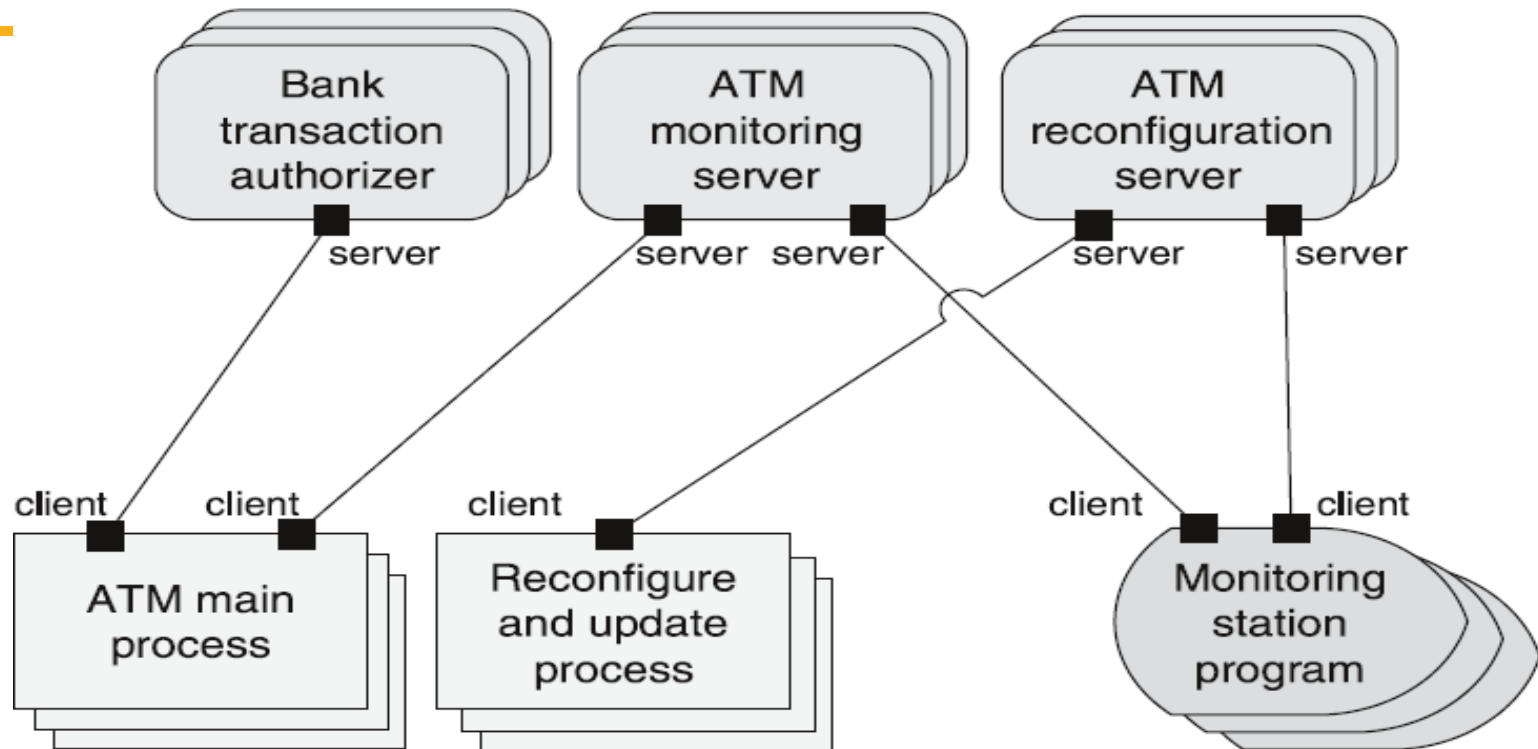 Bank
transaction
authorizer
ATM
monitoring
server
ATM
reconfiguration
server
server
server
server
server
server
client
client
client
client
client
ATM main
process
Reconfigure
and update
process
Monitoring
station
program